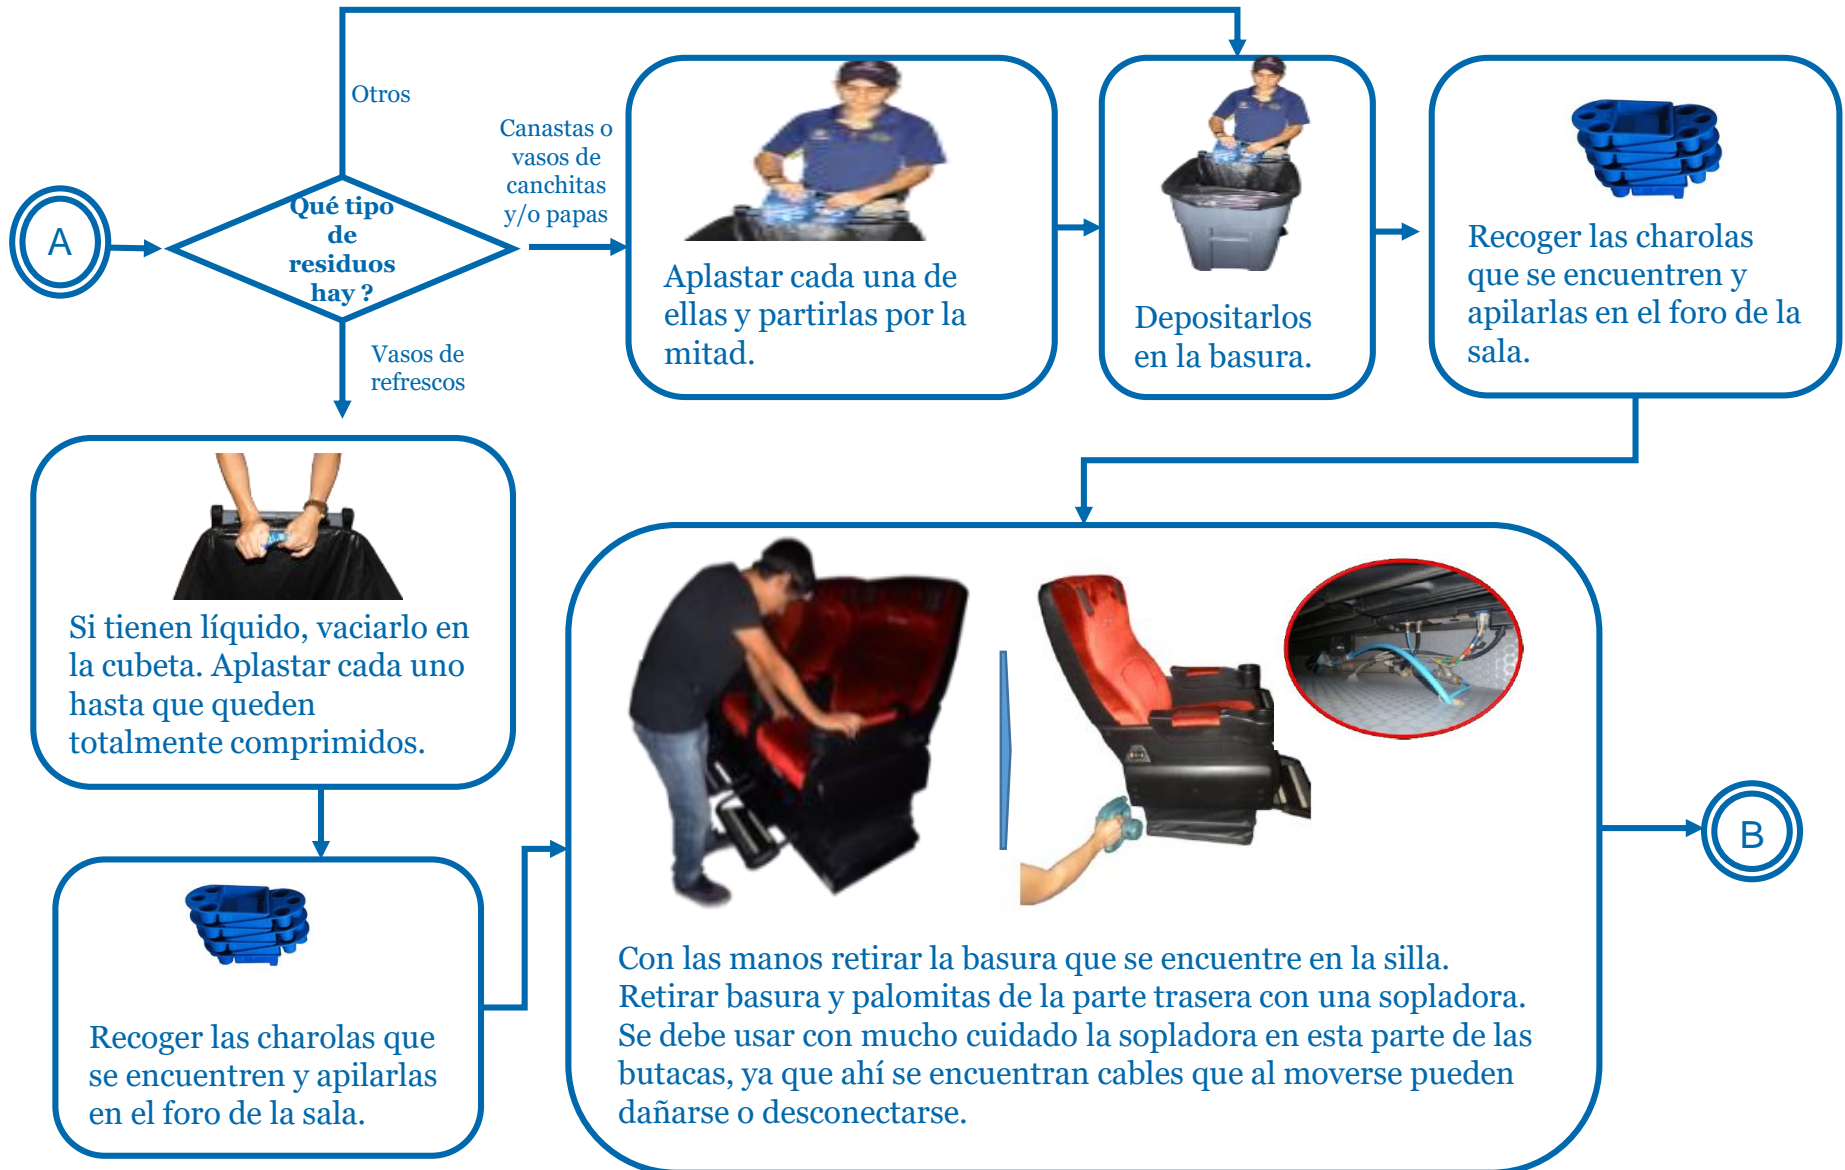 Otros
Canastas o
vasos de
canchitas
y/o papas
A
Qué tipo
de
residuos
hay ?
Vasos de
refrescos
Aplastar cada una de
ellas y partirlas por la
mitad.
Depositarlos
en la basura.
Recoger las charolas
que se encuentren y
apilarlas en el foro de la
sala.
Si tienen líquido, vaciarlo en
la cubeta. Aplastar cada uno
hasta que queden
totalmente comprimidos.
Recoger las charolas que
se encuentren y apilarlas
en el foro de la sala.
Con las manos retirar la basura que se encuentre en la silla.
Retirar basura y palomitas de la parte trasera con una sopladora.
Se debe usar con mucho cuidado la sopladora en esta parte de las
butacas, ya que ahí se encuentran cables que al moverse pueden
dañarse o desconectarse.
B